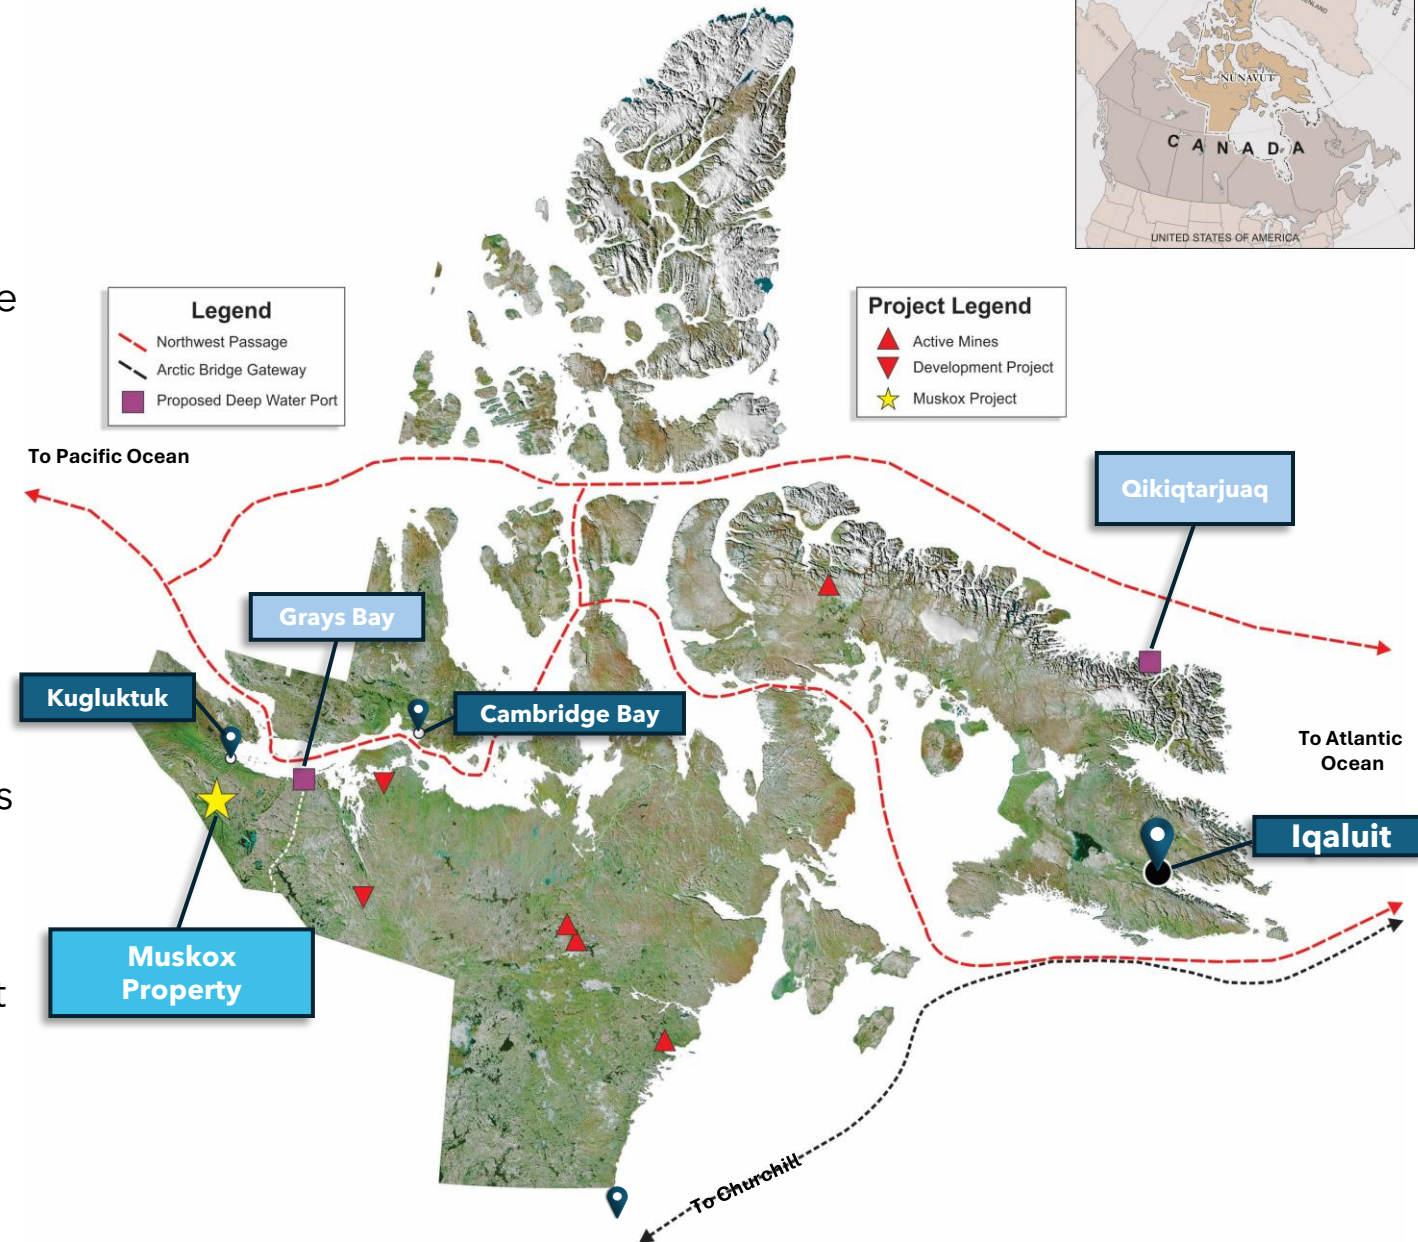 NUNAVUT
CANADA
UNITED STATES OF AMERICA
e
Legend
Northwest Passage
Arctic Bridge Gateway
Proposed Deep Water Port
Project Legend
Active Mines
Development Project
Muskox Project
To Pacific Ocean
Qikiqtarjuaq
Grays Bay
Kugluktuk
Cambridge Bay
To Atlantic
Ocean
s
Iqaluit
Muskox
Property
t
To Churchill